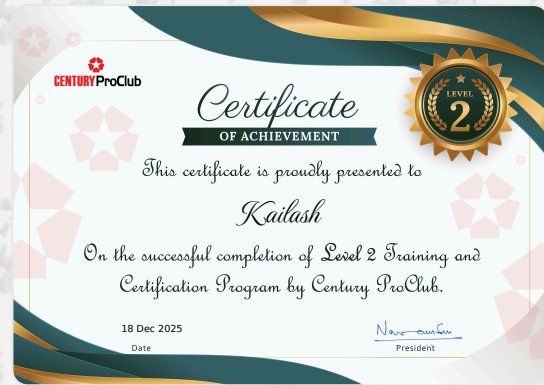 CENTURY ProClub
LEVEL
2
Certificate
OF ACHIEVEMENT
This certificate is proudly presented to
Kailash
On the successful completion of Level 2 Training and
Certification Program by Century ProClub.
18 Dec 2025
Date
President